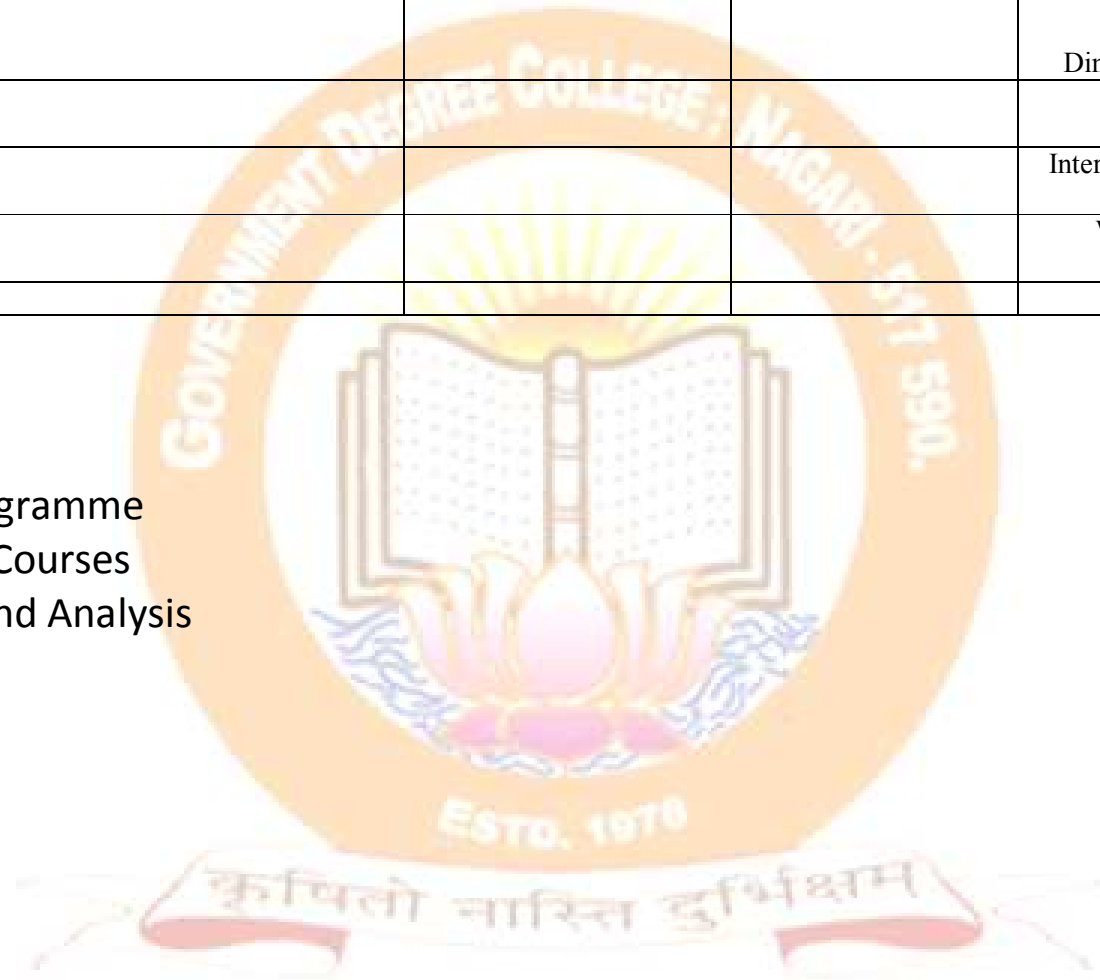 Dir
Inter
GOVERNMENT DEGREE COLLEGE : NAGARI - 517 590.
gramme
Courses
nd Analysis
ESTD. 1978
कृषितो नास्ति दुर्भिक्षम